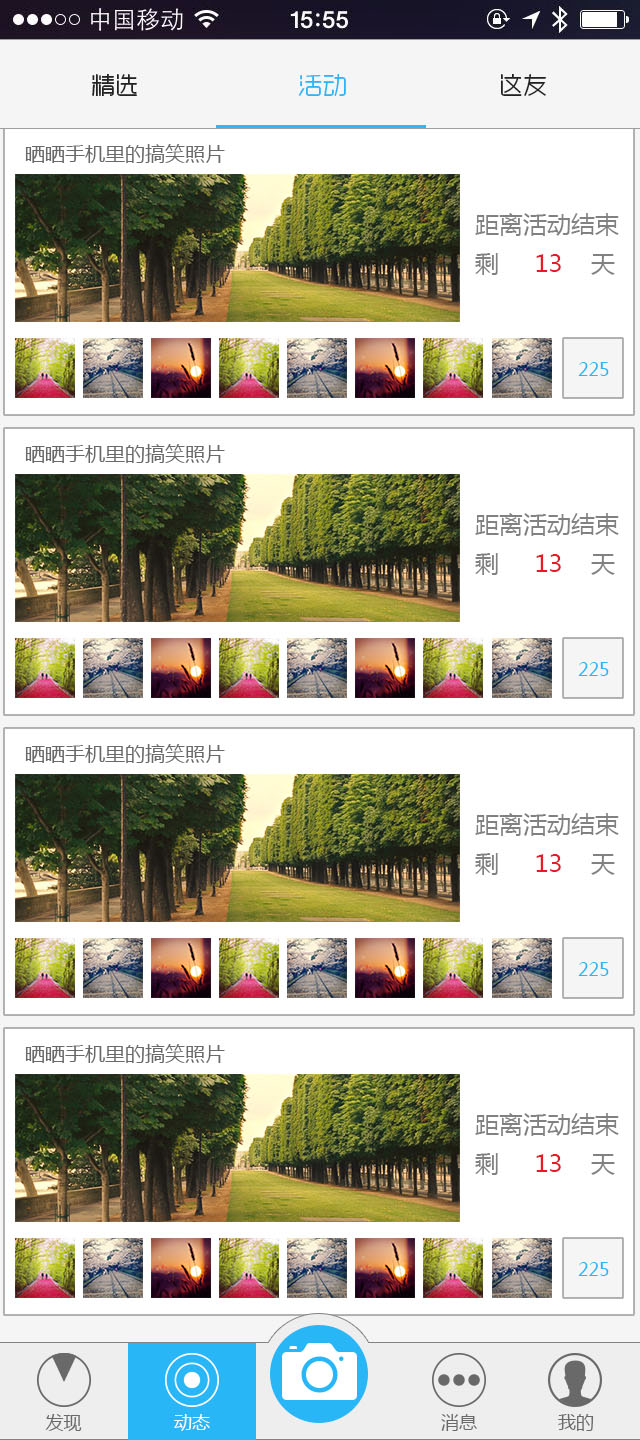 中国移动 15:55
精选 活动 这友
晒晒手机里的搞笑照片
距离活动结束
剩 13 天
225
晒晒手机里的搞笑照片
距离活动结束
剩 13 天
225
晒晒手机里的搞笑照片
距离活动结束
剩 13 天
225
晒晒手机里的搞笑照片
距离活动结束
剩 13 天
225
发现 动态 消息 我的